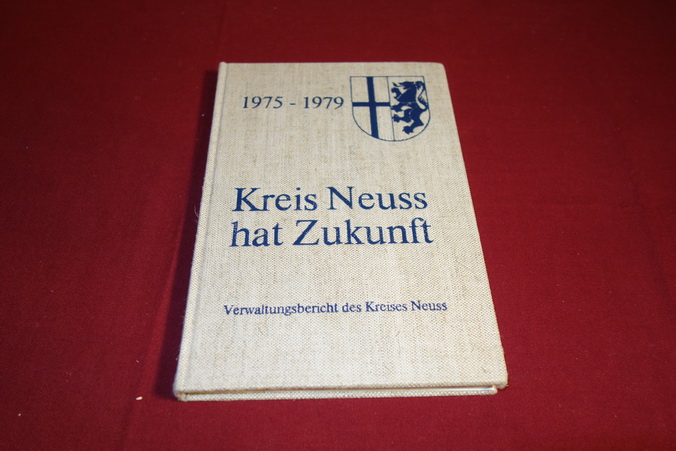 1975 - 1979
Kreis Neuss
hat Zukunft
Verwaltungsbericht des Kreises Neuss